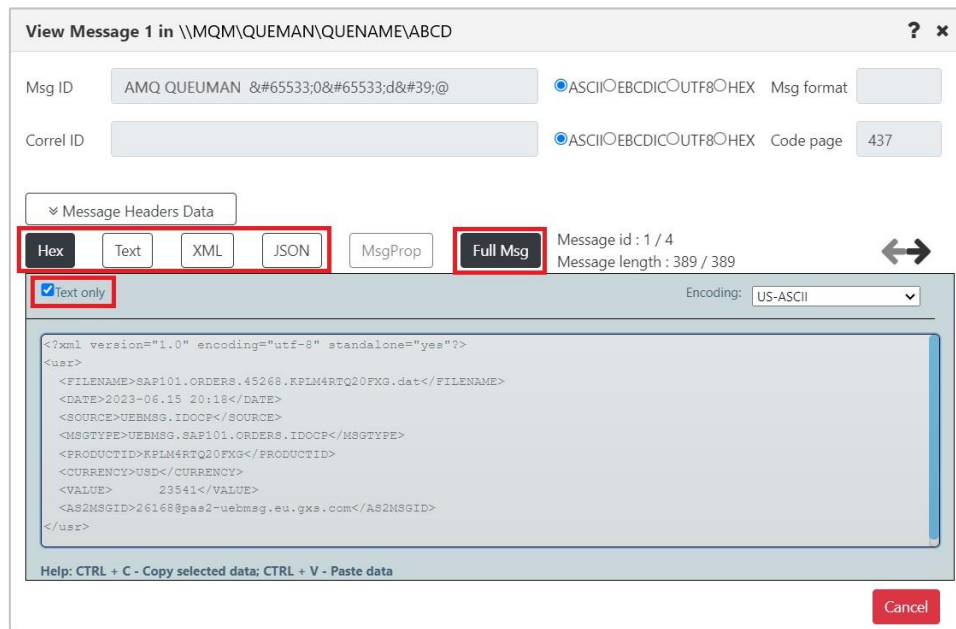 View Message 1 in \\MQM\QUEMAN\QUENAME\ABCD ? ×
Msg ID AMQ QUEUMAN &#65533;0&#65533;d&#39;@ ASCII EBCDIC UTF8 HEX Msg format
Correl ID ASCII EBCDIC UTF8 HEX Code page 437
Message Headers Data
Hex Text XML JSON MsgProp Full Msg Message id : 1 / 4
Message length : 389 / 389
Text only Encoding: US-ASCII
<?xml version="1.0" encoding="utf-8" standalone="yes"?>
<usr>
<FILENAME>SAP101.ORDERS.45268.KPLM4RTQ20FXG.dat</FILENAME>
<DATE>2023-06.15 20:18</DATE>
<SOURCE>UEBMSG.IDOCP</SOURCE>
<MSGTYPE>UEBMSG.SAP101.ORDERS.IDOCP</MSGTYPE>
<PRODUCTID>KPLM4RTQ20FXG</PRODUCTID>
<CURRENCY>USD</CURRENCY>
<VALUE>      23541</VALUE>
<AS2MSGID>26168@pas2-uebmsg.eu.gxs.com</AS2MSGID>
</usr>
Help: CTRL + C - Copy selected data; CTRL + V - Paste data
Cancel